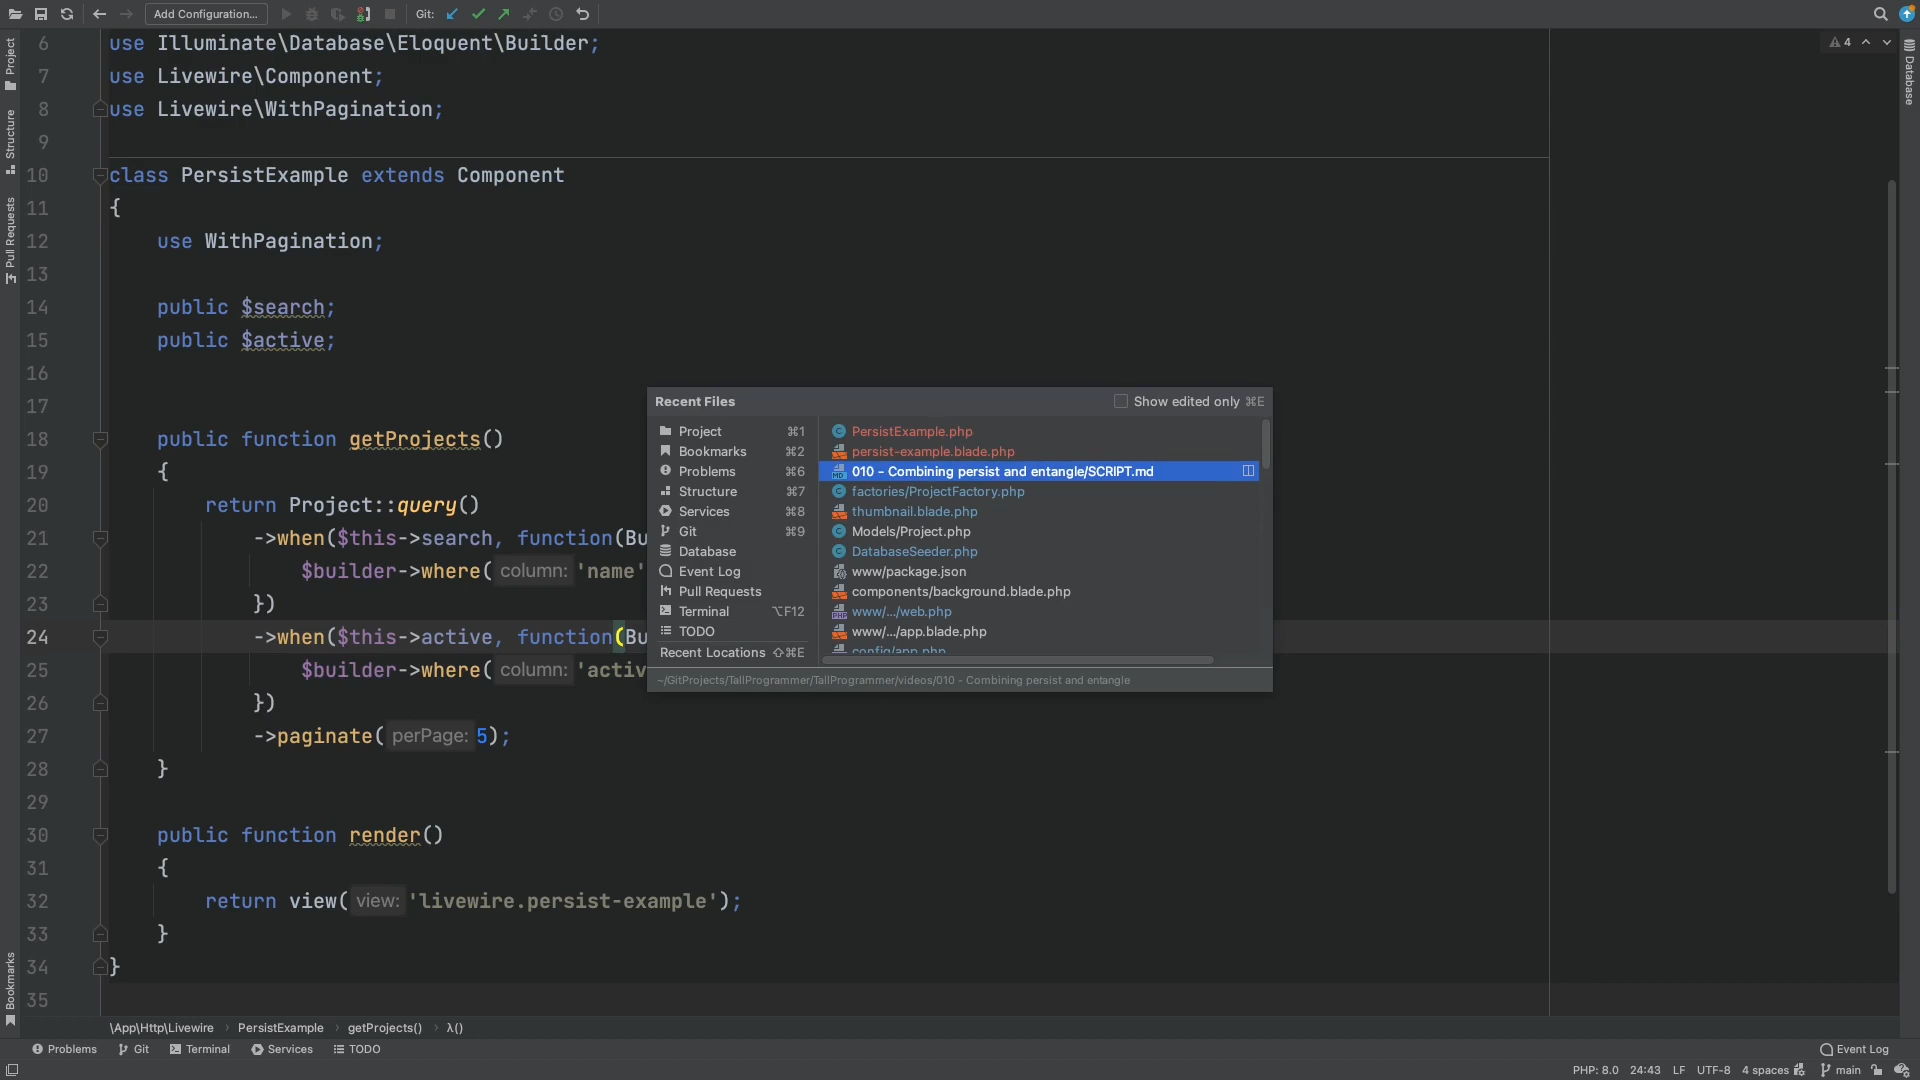 Add Configuration...
Git:
Project
Structure
Pull Requests
Bookmarks
Database
4
6 use Illuminate\Database\Eloquent\Builder;
7 use Livewire\Component;
8 use Livewire\WithPagination;
9
10 class PersistExample extends Component
11 {
12 use WithPagination;
13
14 public $search;
15 public $active;
16
17
18 public function getProjects()
19 {
20 return Project::query()
21 ->when($this->search, function(Bu
22 $builder->where( column: 'name'
23 })
24 ->when($this->active, function(Bu
25 $builder->where( column: 'activ
26 })
27 ->paginate( perPage: 5);
28 }
29
30 public function render()
31 {
32 return view( view: 'livewire.persist-example');
33 }
34 }
35
Recent Files
Show edited only ⌘E
Project ⌘1
Bookmarks ⌘2
Problems ⌘6
Structure ⌘7
Services ⌘8
Git ⌘9
Database
Event Log
Pull Requests
Terminal ⌥F12
TODO
Recent Locations ⇧⌘E
PersistExample.php
persist-example.blade.php
010 - Combining persist and entangle/SCRIPT.md
factories/ProjectFactory.php
thumbnail.blade.php
Models/Project.php
DatabaseSeeder.php
www/package.json
components/background.blade.php
www/.../web.php
www/.../app.blade.php
config/app.php
~/GitProjects/TallProgrammer/TallProgrammer/videos/010 - Combining persist and entangle
\App\Http\Livewire › PersistExample › getProjects() › λ()
Problems Git Terminal Services TODO
Event Log
PHP: 8.0 24:43 LF UTF-8 4 spaces main